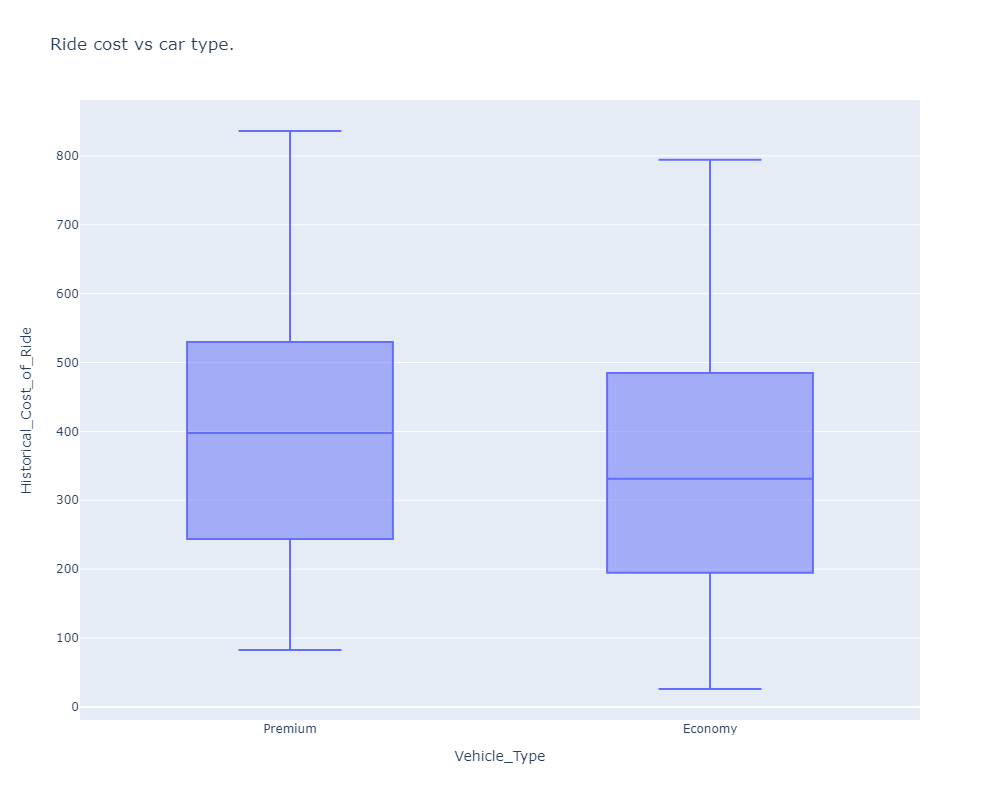 Ride cost vs car type.
800
700
600
500
400
300
200
100
0
Historical_Cost_of_Ride
Premium
Economy
Vehicle_Type